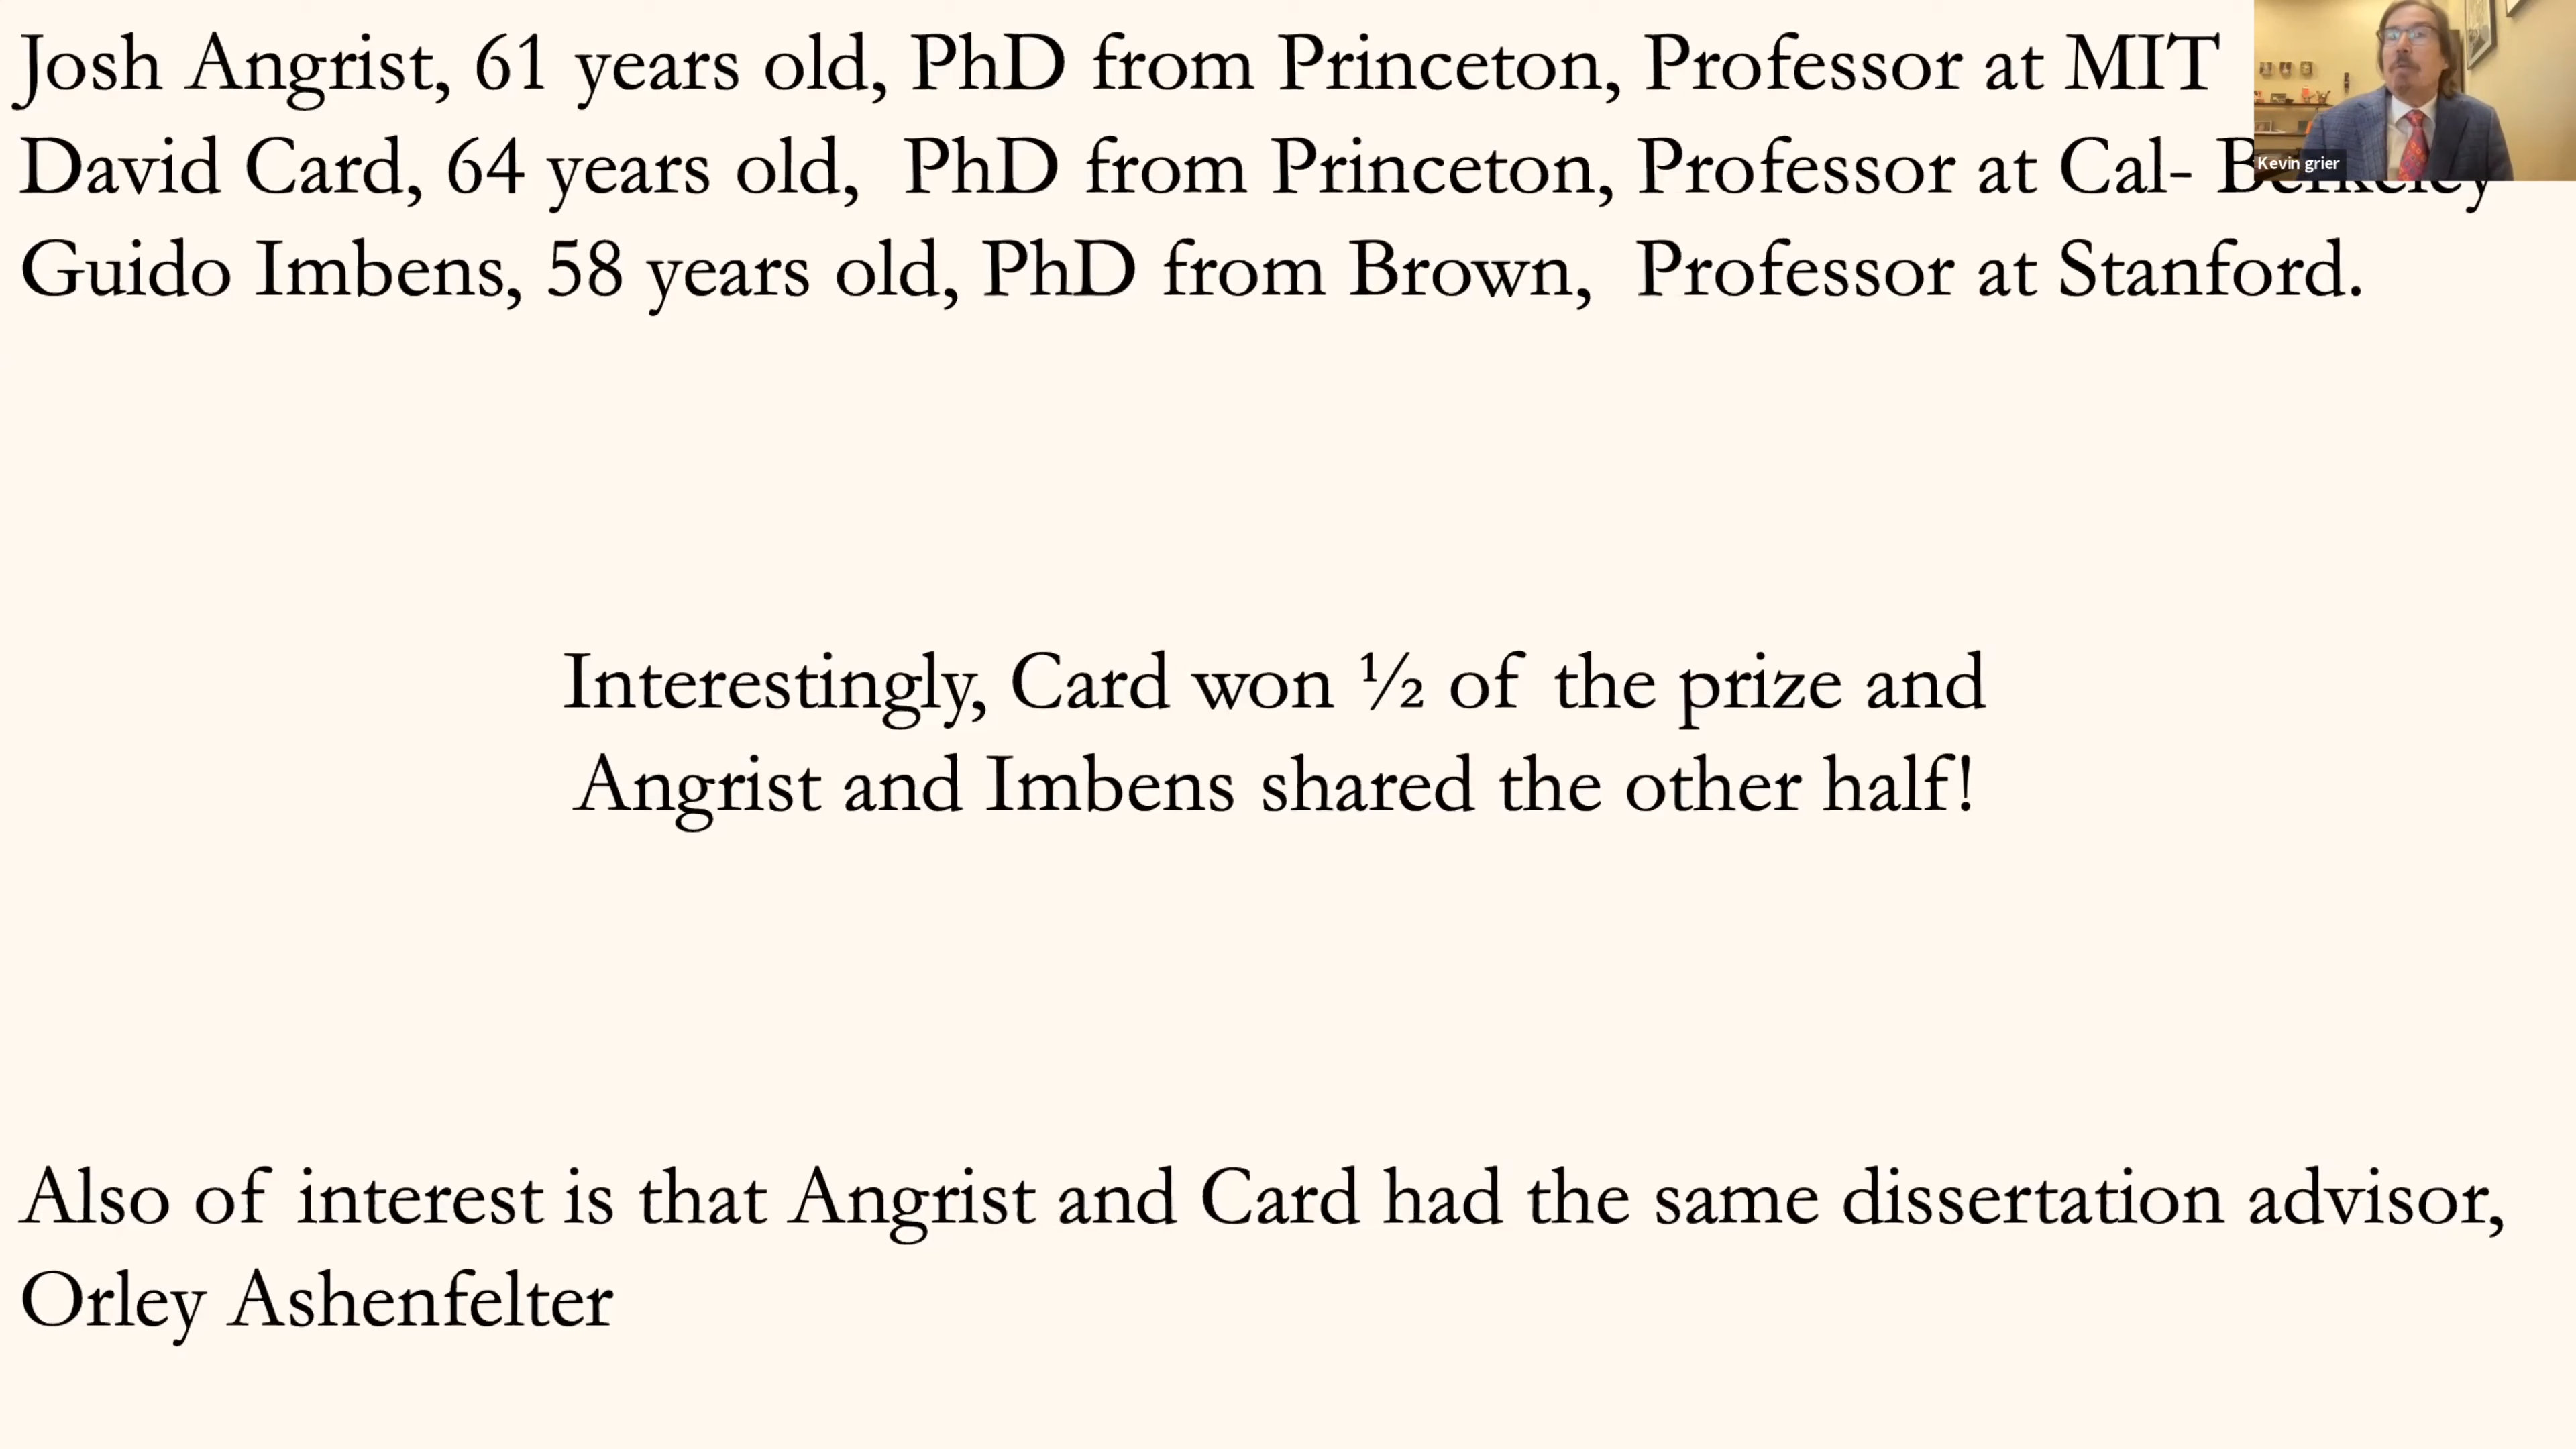 Josh Angrist, 61 years old, PhD from Princeton, Professor at MIT
David Card, 64 years old, PhD from Princeton, Professor at Cal- Berkeley
Kevin grier
Guido Imbens, 58 years old, PhD from Brown, Professor at Stanford.
Interestingly, Card won ½ of the prize and
Angrist and Imbens shared the other half!
Also of interest is that Angrist and Card had the same dissertation advisor,
Orley Ashenfelter